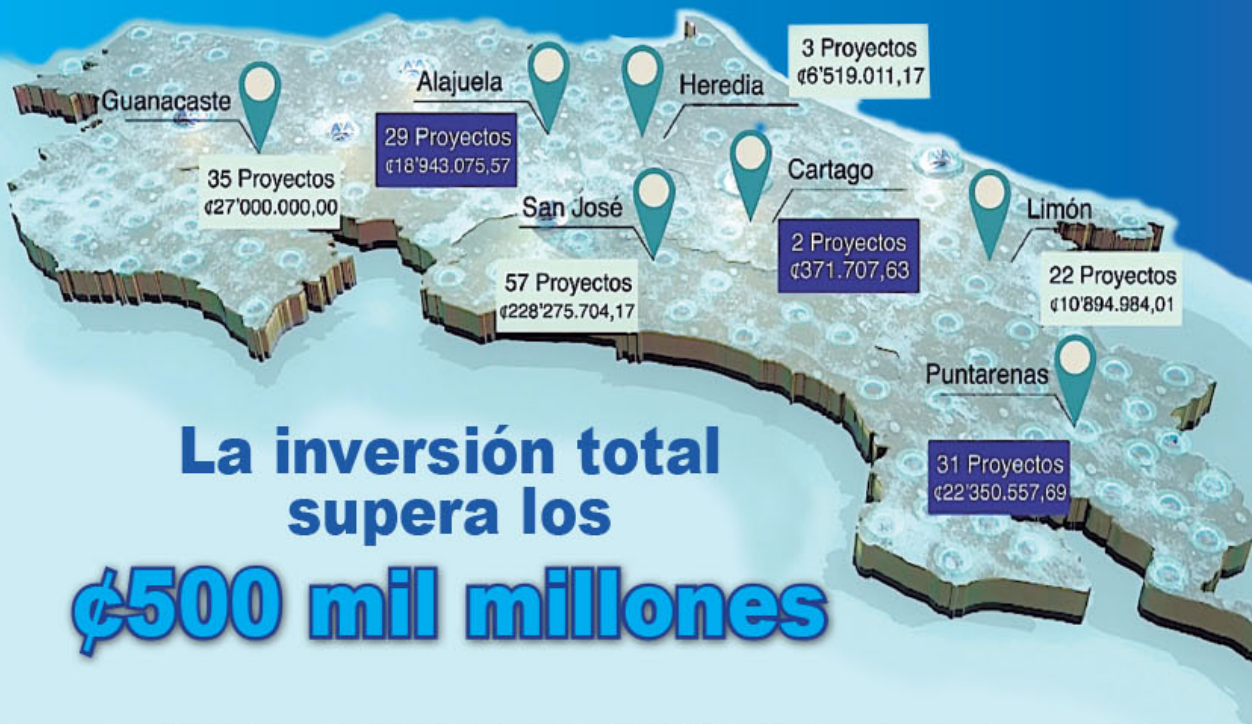 Guanacaste
35 Proyectos
₡27'000.000,00
Alajuela
29 Proyectos
₡18'943.075,57
Heredia
3 Proyectos
₡6'519.011,17
San José
57 Proyectos
₡228'275.704,17
Cartago
2 Proyectos
₡371.707,63
Limón
22 Proyectos
₡10'894.984,01
Puntarenas
31 Proyectos
₡22'350.557,69
La inversión total
supera los
₡500 mil millones